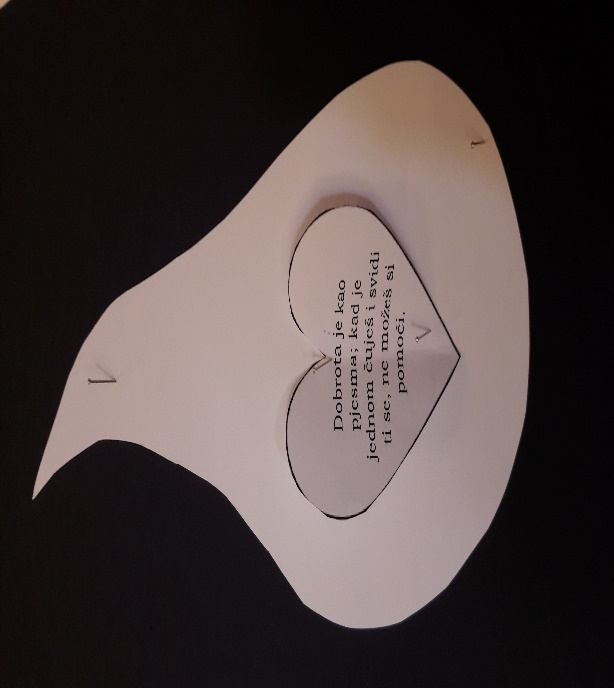 Dobrota je kao
pjesma; kad je
jednom čuješ i svidi
ti se, ne možeš si
pomoći.